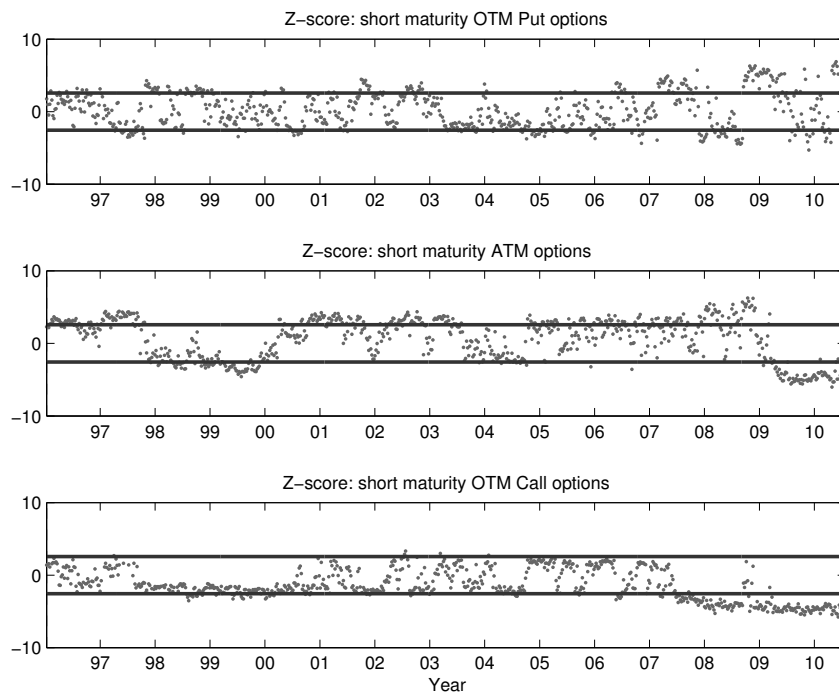 Z−score: short maturity OTM Put options
10
0
−10
97 98 99 00 01 02 03 04 05 06 07 08 09 10
Z−score: short maturity ATM options
10
0
−10
97 98 99 00 01 02 03 04 05 06 07 08 09 10
Z−score: short maturity OTM Call options
10
0
−10
97 98 99 00 01 02 03 04 05 06 07 08 09 10
Year